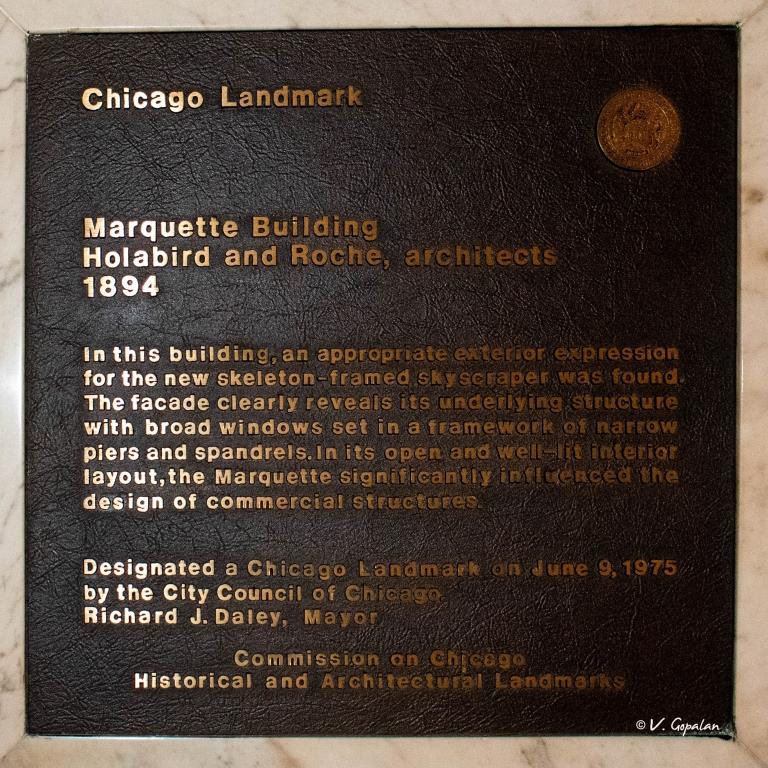 Chicago Landmark
Marquette Building
Holabird and Roche, architects
1894
In this building, an appropriate exterior expression
for the new skeleton-framed skyscraper was found.
The facade clearly reveals its underlying structure
with broad windows set in a framework of narrow
piers and spandrels. In its open and well-lit interior
layout, the Marquette significantly influenced the
design of commercial structures.
Designated a Chicago Landmark on June 9, 1975
by the City Council of Chicago.
Richard J. Daley, Mayor
Commission on Chicago
Historical and Architectural Landmarks
© V. Gopalan